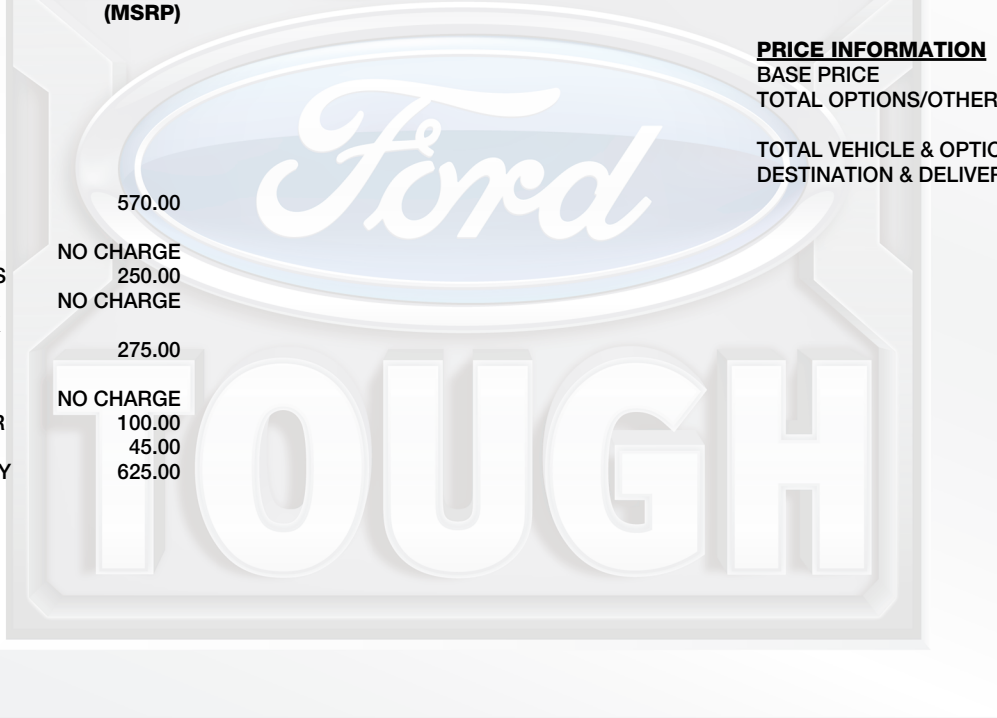 (MSRP)
PRICE INFORMATION
BASE PRICE
TOTAL OPTIONS/OTHER
TOTAL VEHICLE & OPTIO
DESTINATION & DELIVER
570.00
NO CHARGE
S 250.00
NO CHARGE
275.00
NO CHARGE
R 100.00
45.00
Y 625.00
Ford
TOUGH